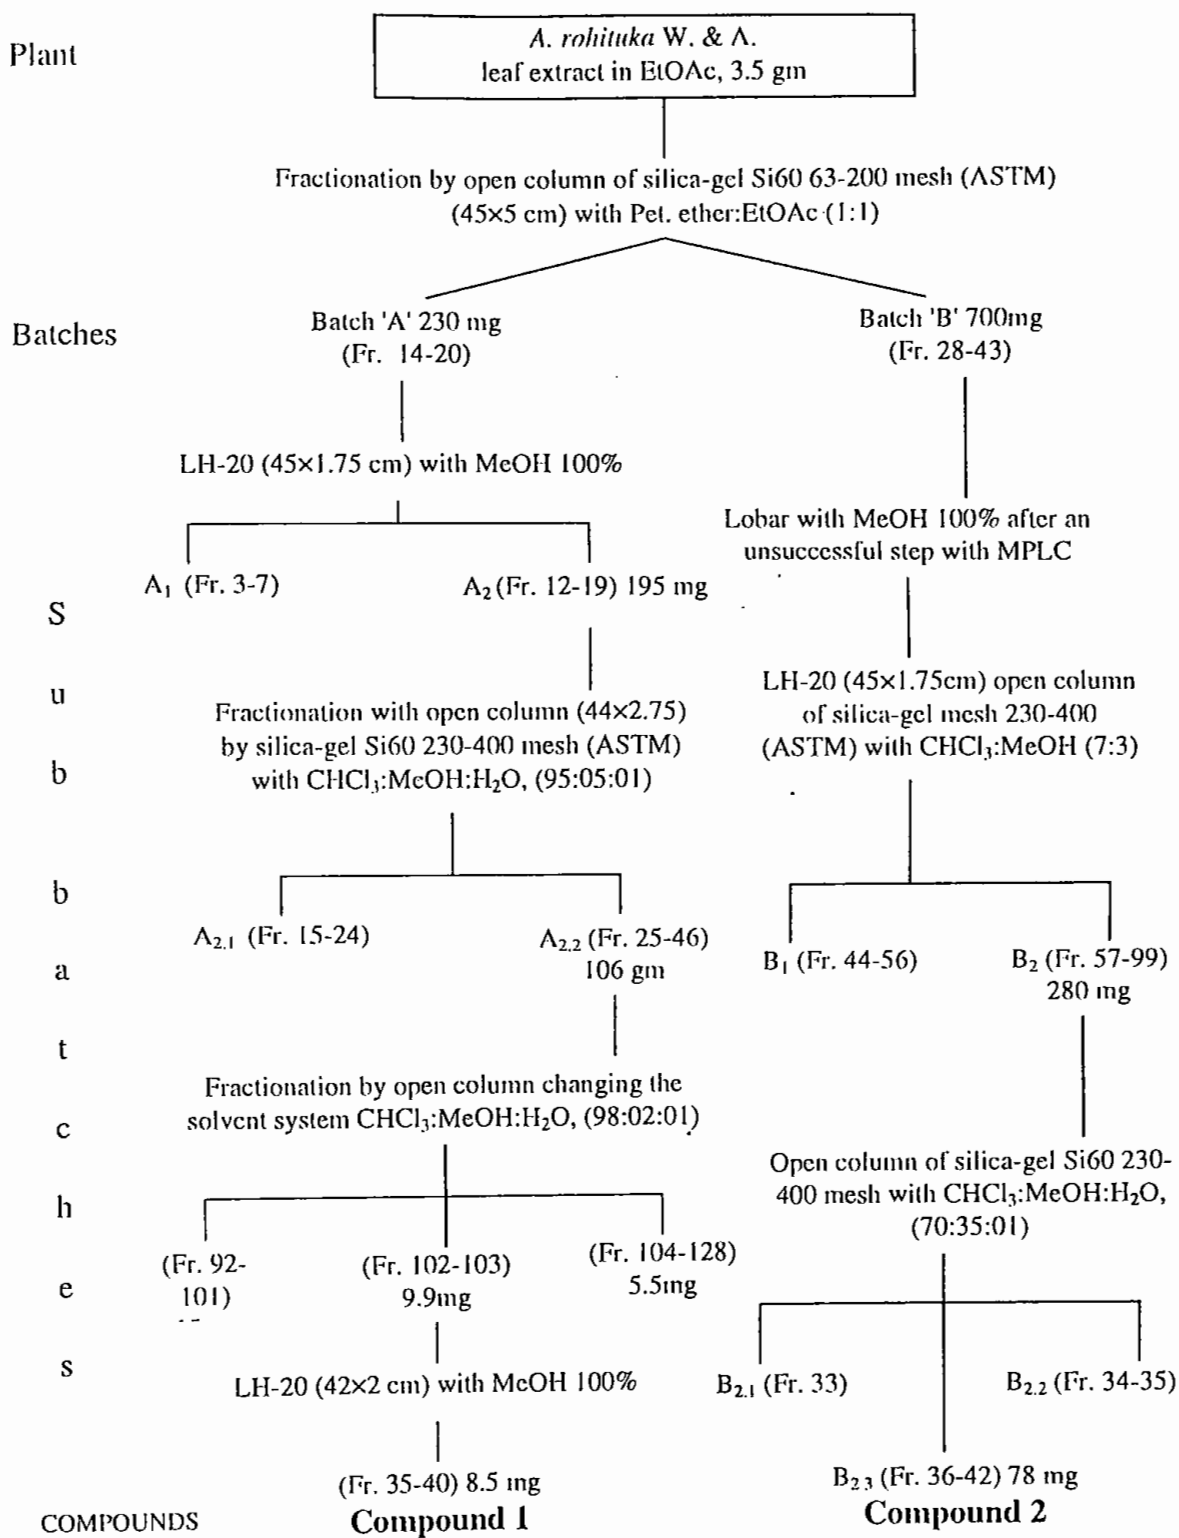 Plant
A. rohituka W. & A.
leaf extract in EtOAc, 3.5 gm
Fractionation by open column of silica-gel Si60 63-200 mesh (ASTM)
(45×5 cm) with Pet. ether:EtOAc (1:1)
Batches
Batch 'A' 230 mg
(Fr. 14-20)
Batch 'B' 700mg
(Fr. 28-43)
LH-20 (45×1.75 cm) with MeOH 100%
Lobar with MeOH 100% after an
unsuccessful step with MPLC
A₁ (Fr. 3-7)
A₂ (Fr. 12-19) 195 mg
S
u
b
b
a
t
c
h
e
s
Fractionation with open column (44×2.75)
by silica-gel Si60 230-400 mesh (ASTM)
with CHCl₃:MeOH:H₂O, (95:05:01)
LH-20 (45×1.75cm) open column
of silica-gel mesh 230-400
(ASTM) with CHCl₃:MeOH (7:3)
A₂.₁ (Fr. 15-24)
A₂.₂ (Fr. 25-46)
106 gm
B₁ (Fr. 44-56)
B₂ (Fr. 57-99)
280 mg
Fractionation by open column changing the
solvent system CHCl₃:MeOH:H₂O, (98:02:01)
Open column of silica-gel Si60 230-
400 mesh with CHCl₃:MeOH:H₂O,
(70:35:01)
(Fr. 92-
101)
(Fr. 102-103)
9.9mg
(Fr. 104-128)
5.5mg
LH-20 (42×2 cm) with MeOH 100%
B₂.₁ (Fr. 33)
B₂.₂ (Fr. 34-35)
(Fr. 35-40) 8.5 mg
B₂.₃ (Fr. 36-42) 78 mg
COMPOUNDS
Compound 1
Compound 2